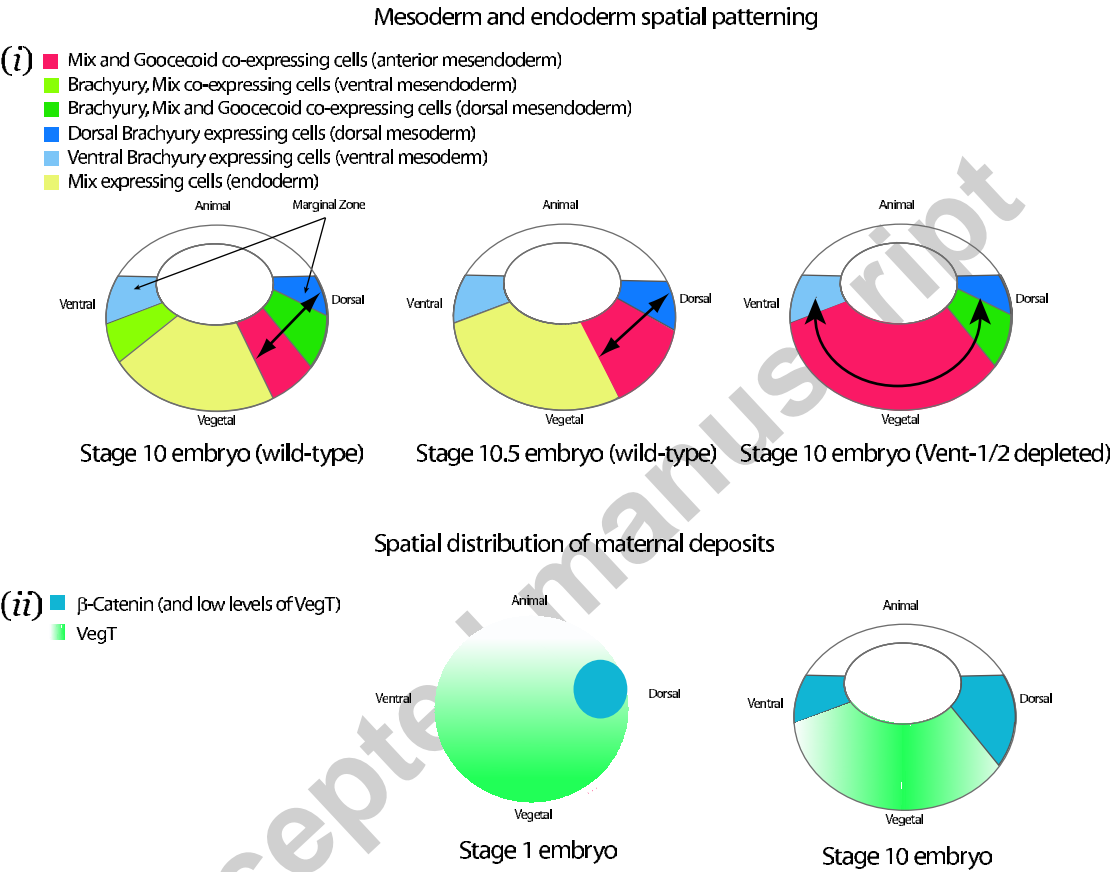 Mesoderm and endoderm spatial patterning
(i)
Mix and Goocecoid co-expressing cells (anterior mesendoderm)
Brachyury, Mix co-expressing cells (ventral mesendoderm)
Brachyury, Mix and Goocecoid co-expressing cells (dorsal mesendoderm)
Dorsal Brachyury expressing cells (dorsal mesoderm)
Ventral Brachyury expressing cells (ventral mesoderm)
Mix expressing cells (endoderm)
Animal
Marginal Zone
Ventral
Dorsal
Vegetal
Stage 10 embryo (wild-type)
Animal
Ventral
Dorsal
Vegetal
Stage 10.5 embryo (wild-type)
Animal
Ventral
Dorsal
Vegetal
Stage 10 embryo (Vent-1/2 depleted)
Spatial distribution of maternal deposits
(ii)
β-Catenin (and low levels of VegT)
VegT
Animal
Ventral
Dorsal
Vegetal
Stage 1 embryo
Animal
Ventral
Dorsal
Vegetal
Stage 10 embryo
cepted manuscript